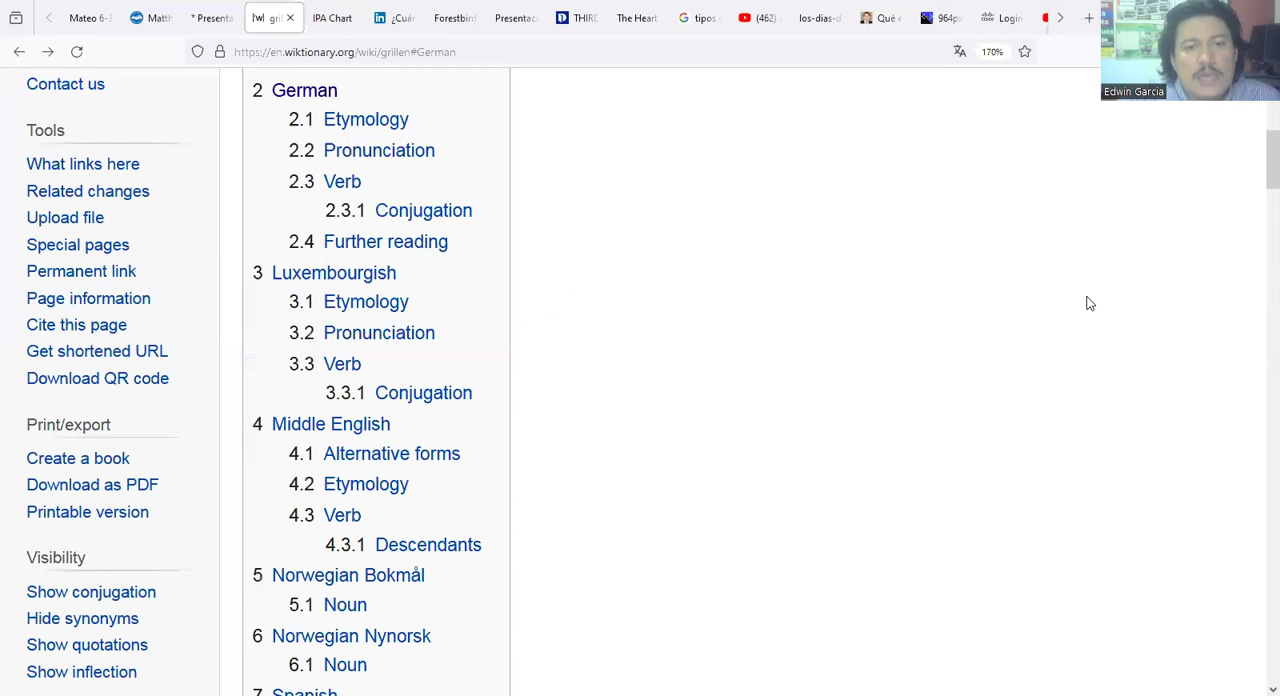 Mateo 6-3
Matth
* Presenta
gril
IPA Chart
¿Cuá
Forestbird
Presentac
THIRD
The Heart
tipos
(462)
los-dias-d
Qué e
964px
Login
https://en.wiktionary.org/wiki/grillen#German
170%
Edwin Garcia
Contact us
Tools
What links here
Related changes
Upload file
Special pages
Permanent link
Page information
Cite this page
Get shortened URL
Download QR code
Print/export
Create a book
Download as PDF
Printable version
Visibility
Show conjugation
Hide synonyms
Show quotations
Show inflection
2 German
2.1 Etymology
2.2 Pronunciation
2.3 Verb
2.3.1 Conjugation
2.4 Further reading
3 Luxembourgish
3.1 Etymology
3.2 Pronunciation
3.3 Verb
3.3.1 Conjugation
4 Middle English
4.1 Alternative forms
4.2 Etymology
4.3 Verb
4.3.1 Descendants
5 Norwegian Bokmål
5.1 Noun
6 Norwegian Nynorsk
6.1 Noun
7 Spanish